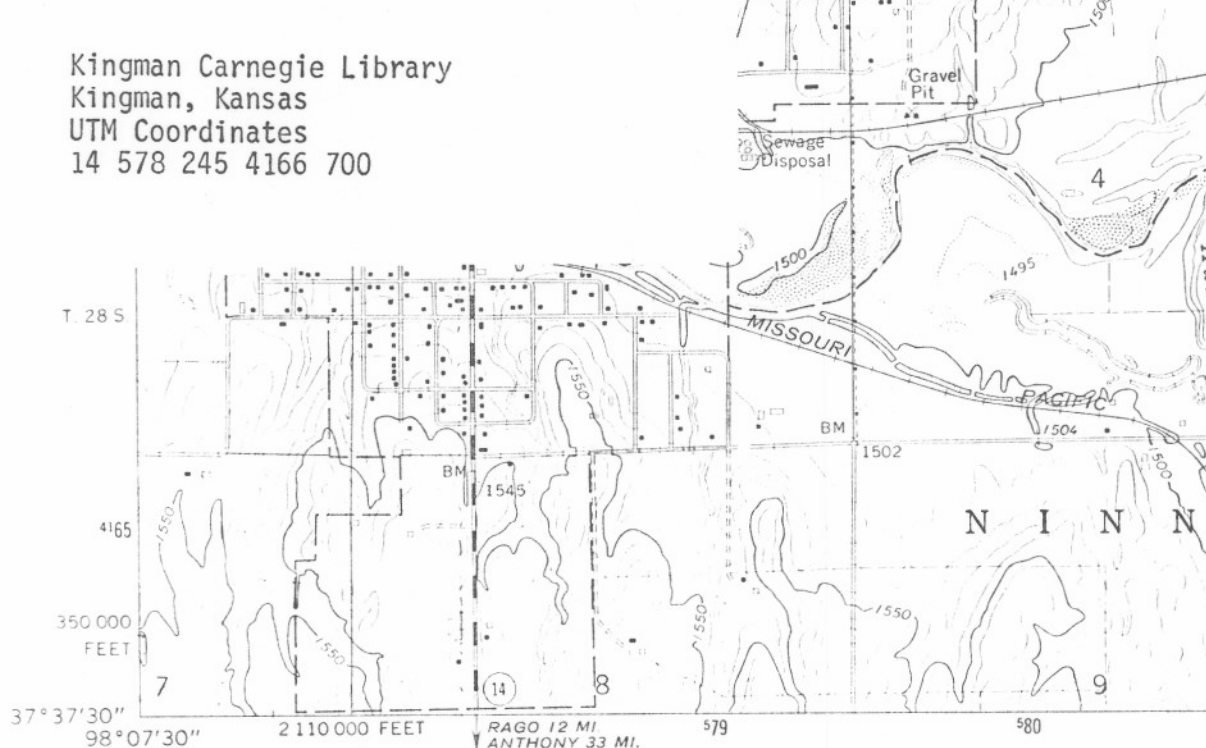 Kingman Carnegie Library
Kingman, Kansas
UTM Coordinates
14 578 245 4166 700
Gravel
Pit
Sewage
Disposal
4
1500
1495
T. 28 S
MISSOURI
PACIFIC
1550
1504
BM
1502
BM
1545
1500
4165
1550
N I N N
350 000
FEET
1550
1550
1550
7
14
8
9
37°37'30"
98°07'30"
2 110 000 FEET
RAGO 12 MI.
ANTHONY 33 MI.
579
580